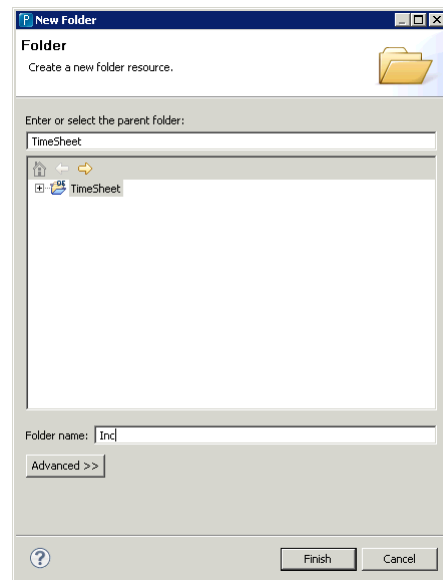 New Folder
Folder
Create a new folder resource.
Enter or select the parent folder:
TimeSheet
TimeSheet
Folder name: Inc
Advanced >>
Finish Cancel